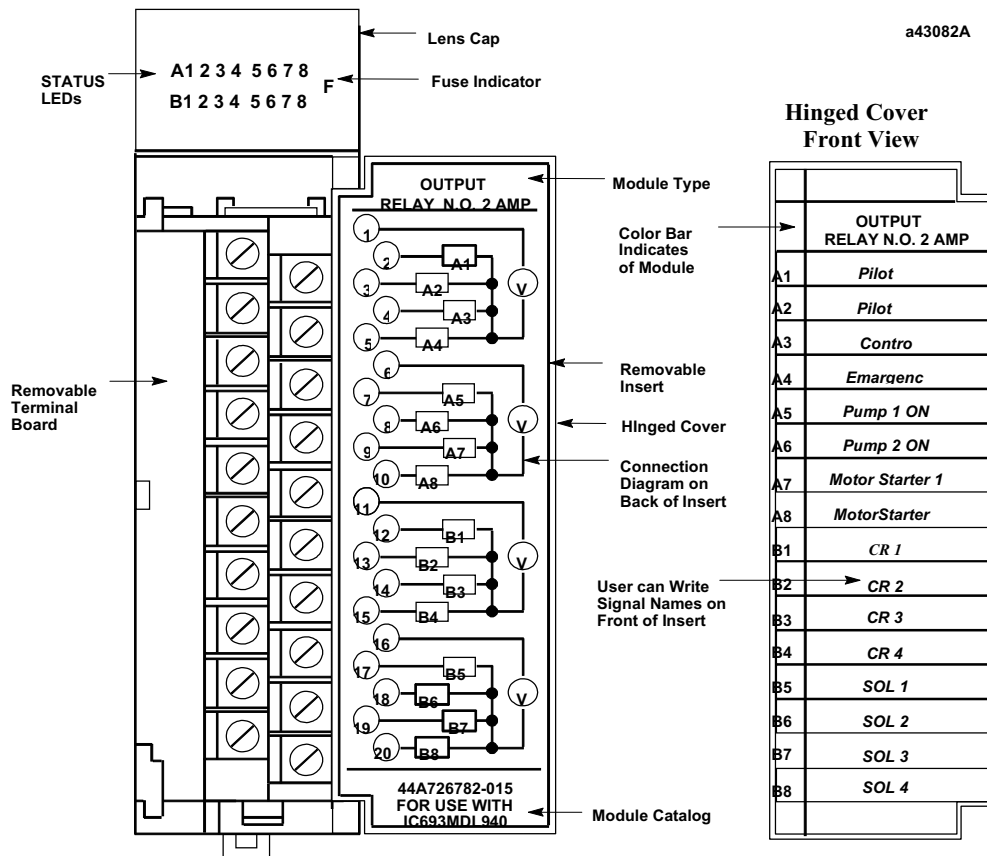 a43082A
Lens Cap
STATUS
LEDs
A1 2 3 4 5 6 7 8
B1 2 3 4 5 6 7 8
F
Fuse Indicator
Hinged Cover
Front View
OUTPUT
RELAY N.O. 2 AMP
Module Type
1
2
A1
3
A2
V
4
A3
5
A4
6
7
A5
8
A6
V
9
A7
10
A8
11
12
B1
13
B2
V
14
B3
15
B4
16
17
B5
18
B6
V
19
B7
20
B8
44A726782-015
FOR USE WITH
IC693MDL940
Removable
Terminal
Board
Removable
Insert
HInged Cover
Connection
Diagram on
Back of Insert
User can Write
Signal Names on
Front of Insert
Module Catalog
Color Bar
Indicates
of Module
OUTPUT
RELAY N.O. 2 AMP
A1 Pilot
A2 Pilot
A3 Contro
A4 Emargenc
A5 Pump 1 ON
A6 Pump 2 ON
A7 Motor Starter 1
A8 MotorStarter
B1 CR 1
B2 CR 2
B3 CR 3
B4 CR 4
B5 SOL 1
B6 SOL 2
B7 SOL 3
B8 SOL 4